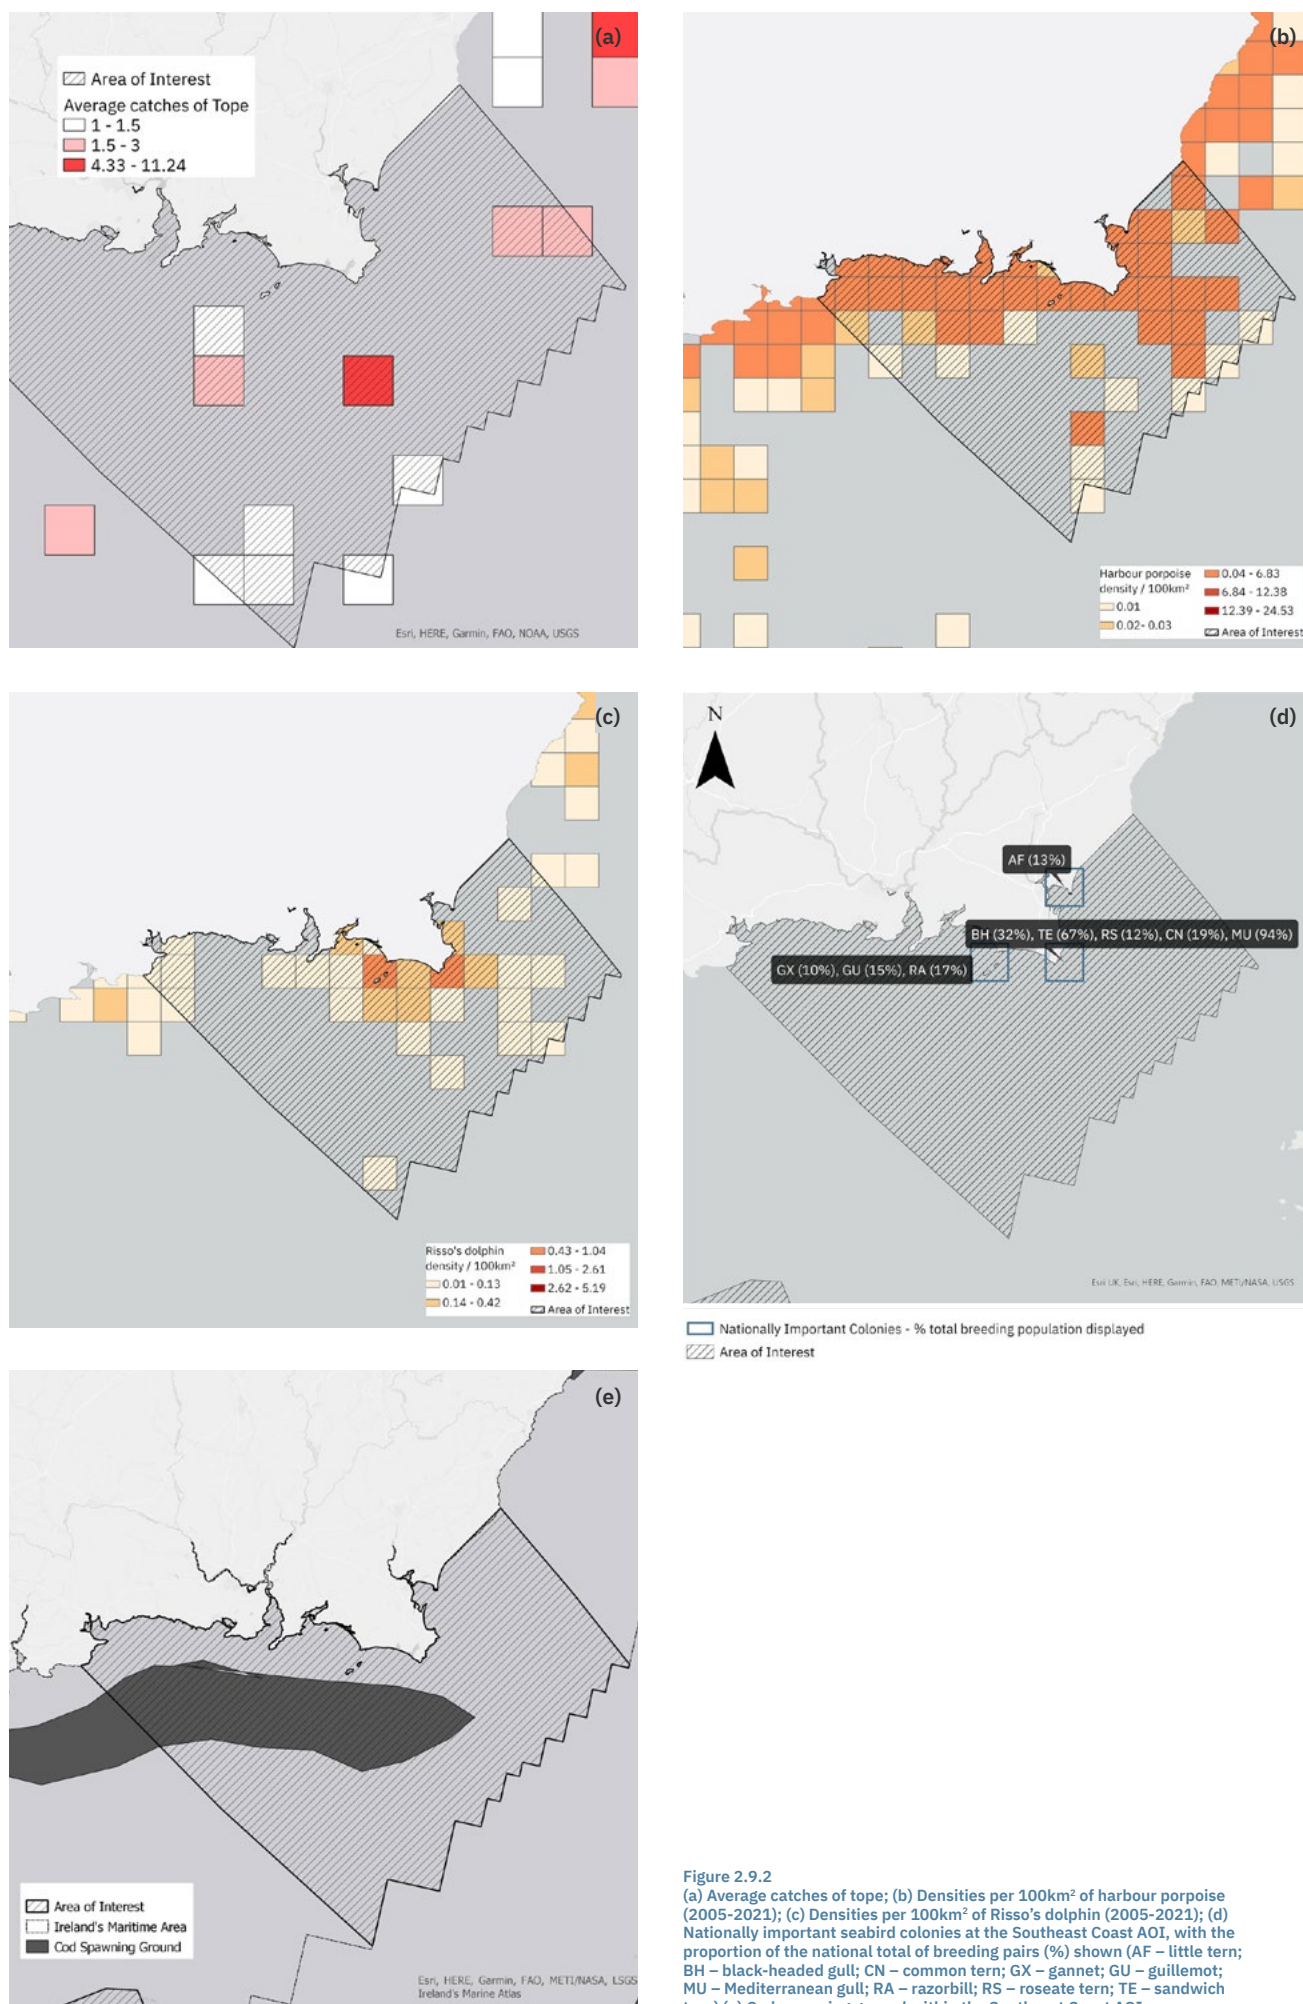 (a)
Area of Interest
Average catches of Tope
1 - 1.5
1.5 - 3
4.33 - 11.24
Esri, HERE, Garmin, FAO, NOAA, USGS
(b)
Harbour porpoise
density / 100km²
0.01
0.02- 0.03
0.04 - 6.83
6.84 - 12.38
12.39 - 24.53
Area of Interest
(c)
Risso's dolphin
density / 100km²
0.01 - 0.13
0.14 - 0.42
0.43 - 1.04
1.05 - 2.61
2.62 - 5.19
Area of Interest
(d)
N
AF (13%)
BH (32%), TE (67%), RS (12%), CN (19%), MU (94%)
GX (10%), GU (15%), RA (17%)
Esri UK, Esri, HERE, Garmin, FAO, METI/NASA, USGS
Nationally Important Colonies - % total breeding population displayed
Area of Interest
(e)
Area of Interest
Ireland's Maritime Area
Cod Spawning Ground
Esri, HERE, Garmin, FAO, METI/NASA, USGS
Ireland's Marine Atlas
Figure 2.9.2
(a) Average catches of tope; (b) Densities per 100km² of harbour porpoise
(2005-2021); (c) Densities per 100km² of Risso’s dolphin (2005-2021); (d)
Nationally important seabird colonies at the Southeast Coast AOI, with the
proportion of the national total of breeding pairs (%) shown (AF – little tern;
BH – black-headed gull; CN – common tern; GX – gannet; GU – guillemot;
MU – Mediterranean gull; RA – razorbill; RS – roseate tern; TE – sandwich